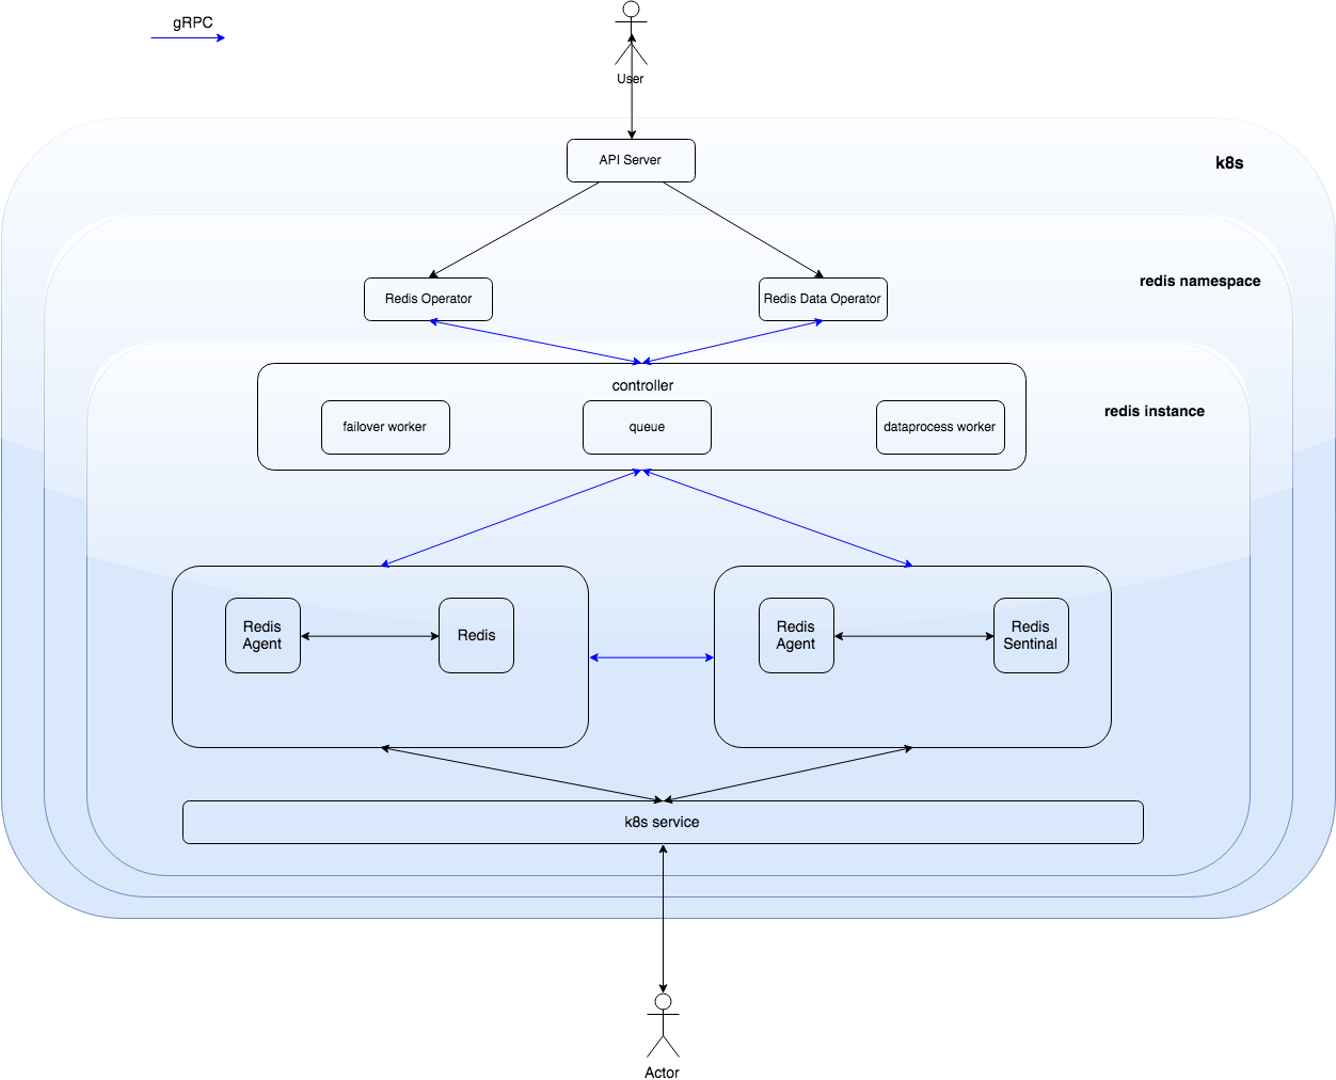 gRPC
User
API Server
k8s
redis namespace
Redis Operator
Redis Data Operator
controller
redis instance
failover worker
queue
dataprocess worker
Redis
Agent
Redis
Redis
Agent
Redis
Sentinal
k8s service
Actor